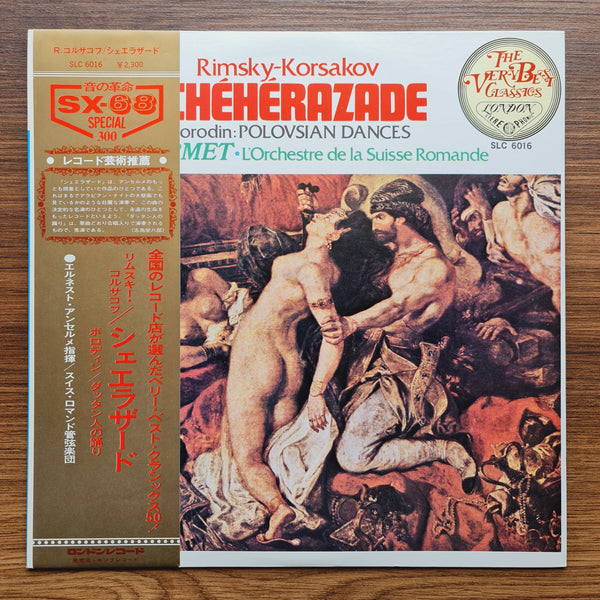 R. コルサコフ/シェエラザード
SLC 6016 ￥2,300
音の革命
SX-68
SPECIAL
300
● レコード芸術推薦 ●
全国のレコード店が選んだベリー・ベスト・クラシックス50/
リムスキー・
コルサコフ/
シェエラザード
ボロディン/ダッタン人の踊り
●エルネスト・アンセルメ指揮/スイス・ロマンド管弦楽団
ロンドンレコード
Rimsky-Korsakov
HÉHÉRAZADE
orodin: POLOVSIAN DANCES
RMET • L'Orchestre de la Suisse Romande
THE
VERY BEST
CLASSICS
LONDON
STEREOPHONIC
SLC 6016